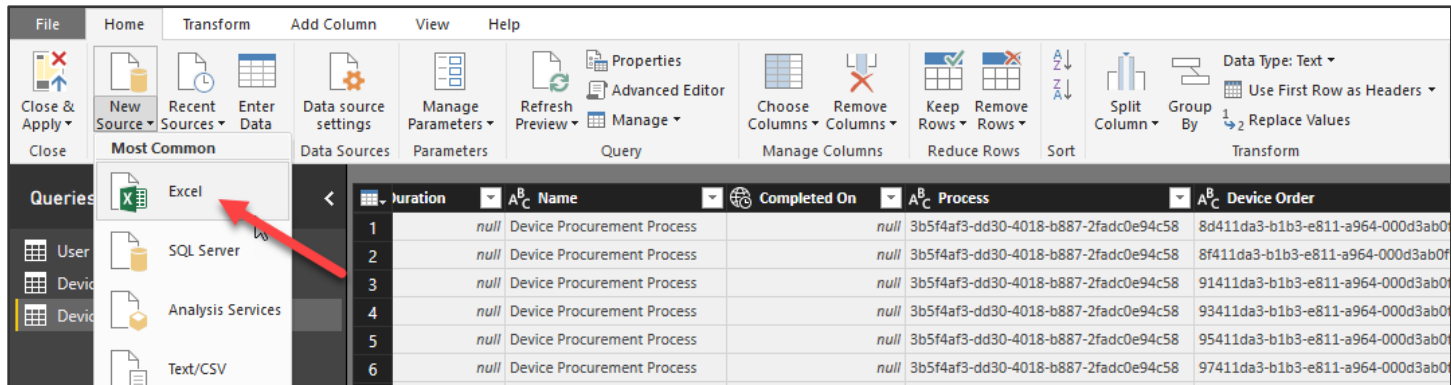 File Home Transform Add Column View Help
Close & Apply New Source Recent Sources Enter Data Data source settings Manage Parameters Refresh Preview Properties Advanced Editor Manage Choose Columns Remove Columns Keep Rows Remove Rows Split Column Group By Data Type: Text Use First Row as Headers Replace Values
Close Data Sources Parameters Query Manage Columns Reduce Rows Sort Transform
Most Common
Excel
SQL Server
Analysis Services
Text/CSV
Queries
User
Devic
Devic
Duration Name Completed On Process Device Order
1 null Device Procurement Process null 3b5f4af3-dd30-4018-b887-2fadc0e94c58 8d411da3-b1b3-e811-a964-000d3ab0f
2 null Device Procurement Process null 3b5f4af3-dd30-4018-b887-2fadc0e94c58 8f411da3-b1b3-e811-a964-000d3ab0f
3 null Device Procurement Process null 3b5f4af3-dd30-4018-b887-2fadc0e94c58 91411da3-b1b3-e811-a964-000d3ab0f
4 null Device Procurement Process null 3b5f4af3-dd30-4018-b887-2fadc0e94c58 93411da3-b1b3-e811-a964-000d3ab0f
5 null Device Procurement Process null 3b5f4af3-dd30-4018-b887-2fadc0e94c58 95411da3-b1b3-e811-a964-000d3ab0f
6 null Device Procurement Process null 3b5f4af3-dd30-4018-b887-2fadc0e94c58 97411da3-b1b3-e811-a964-000d3ab0f